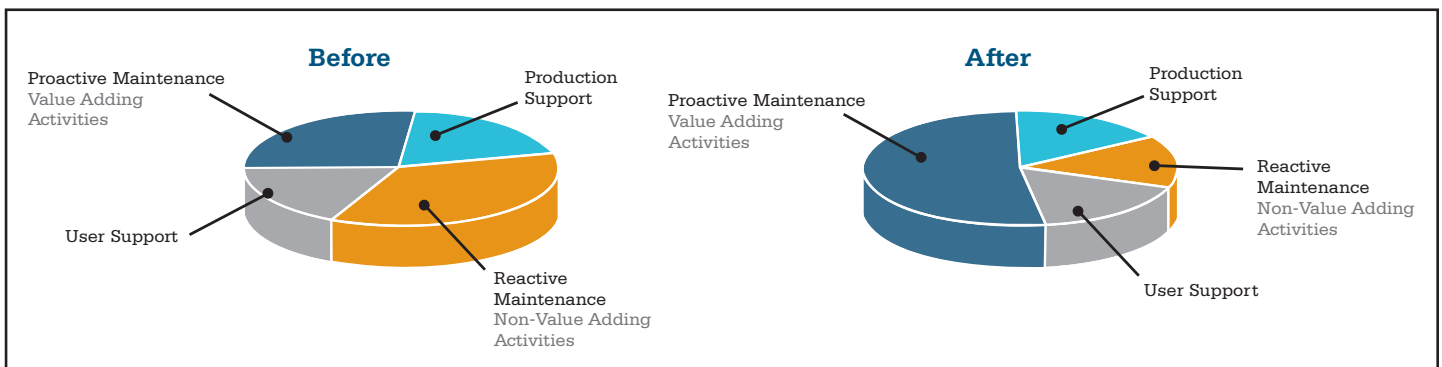 Before
Proactive Maintenance
Value Adding
Activities
Production
Support
User Support
Reactive
Maintenance
Non-Value Adding
Activities
After
Proactive Maintenance
Value Adding
Activities
Production
Support
Reactive
Maintenance
Non-Value Adding
Activities
User Support